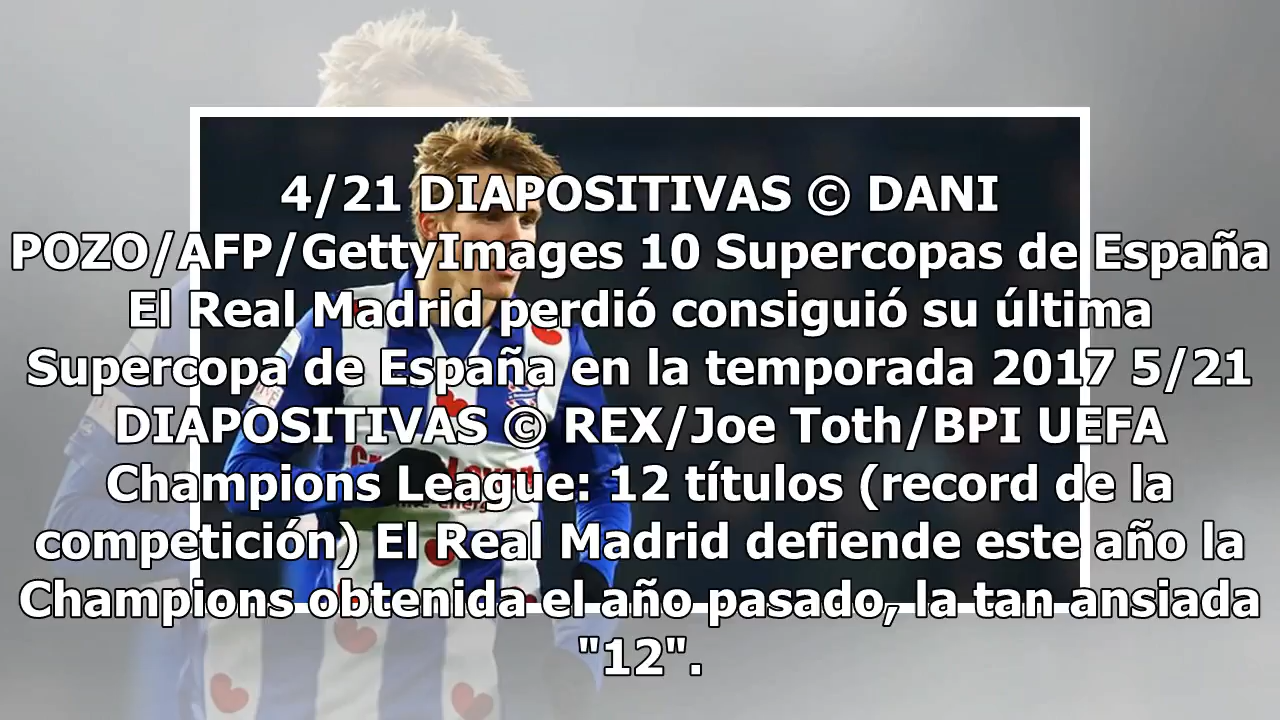 4/21 DIAPOSITIVAS © DANI
POZO/AFP/GettyImages 10 Supercopas de España
El Real Madrid perdió consiguió su última
Supercopa de España en la temporada 2017 5/21
DIAPOSITIVAS © REX/Joe Toth/BPI UEFA
Champions League: 12 títulos (record de la
competición) El Real Madrid defiende este año la
Champions obtenida el año pasado, la tan ansiada
"12".